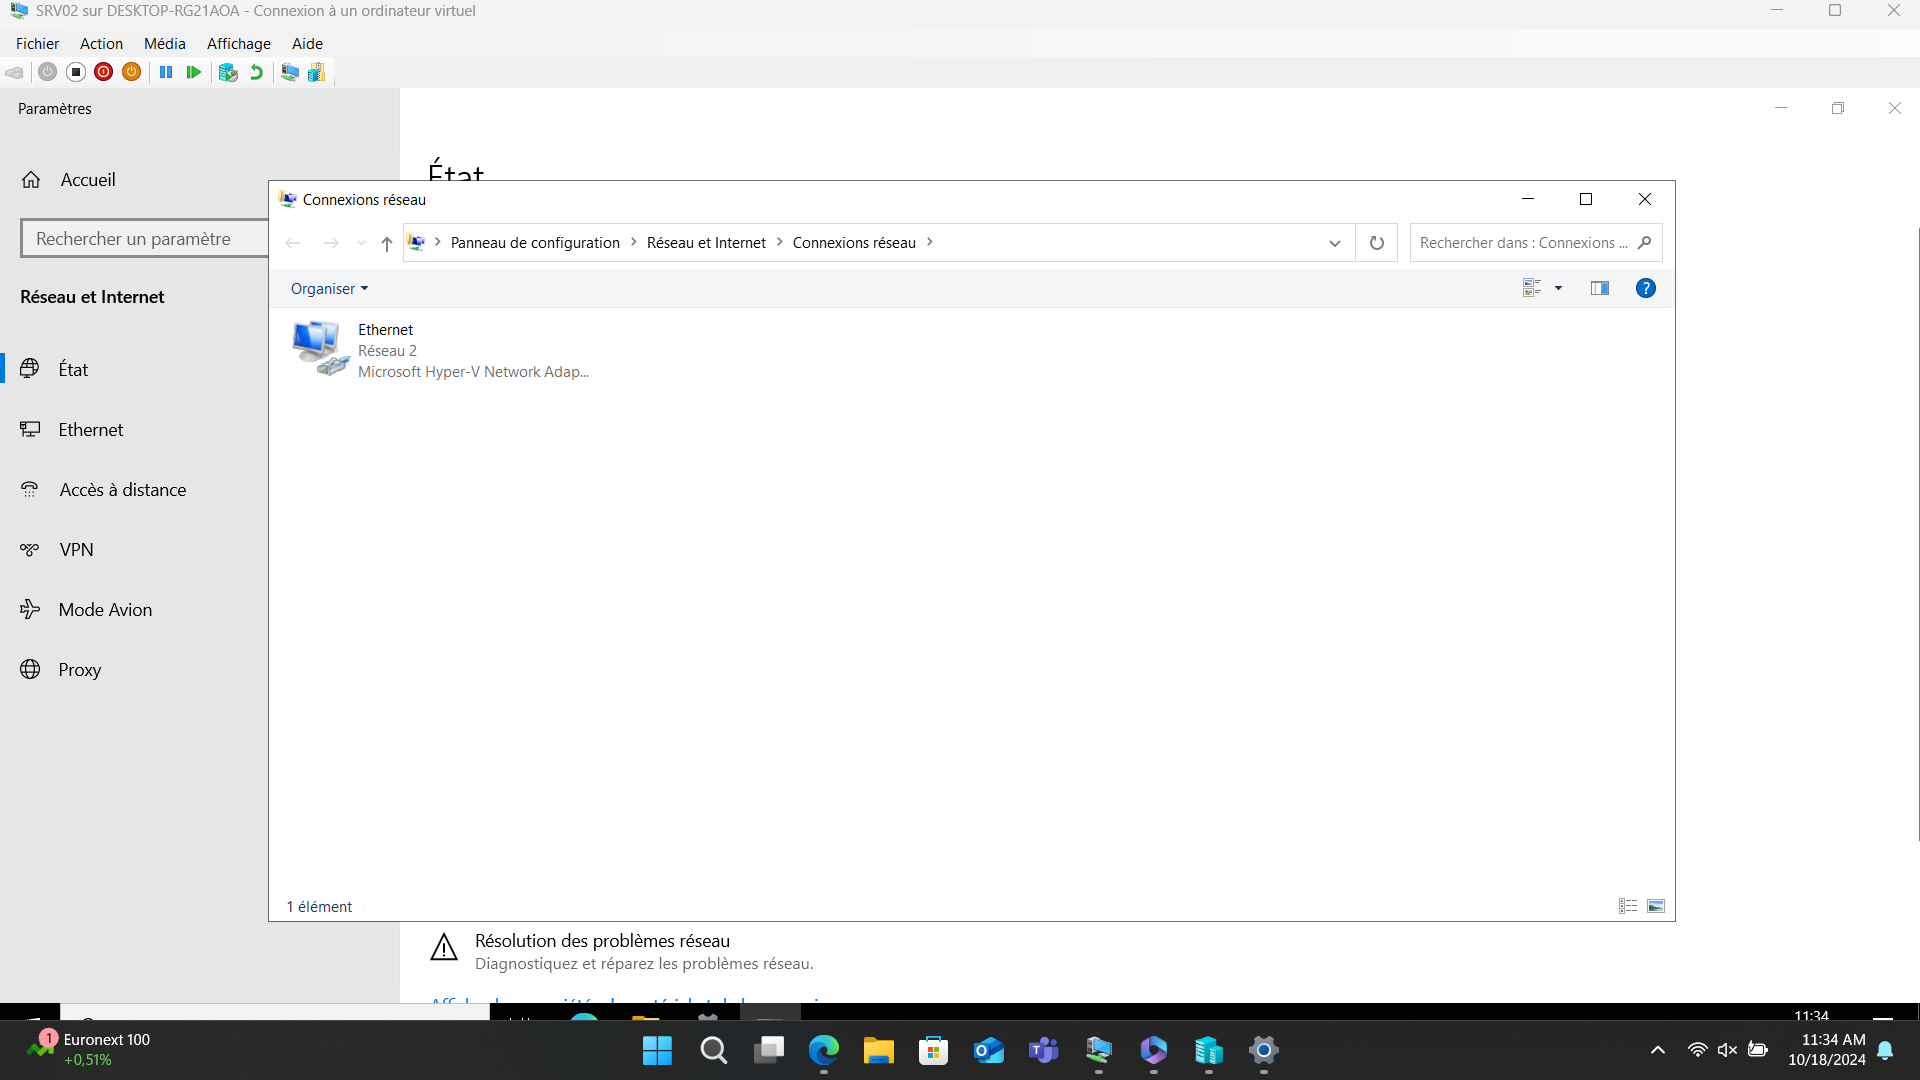 SRV02 sur DESKTOP-RG21AOA - Connexion à un ordinateur virtuel
Fichier Action Média Affichage Aide
Paramètres
Accueil
État
Connexions réseau
Rechercher un paramètre
Panneau de configuration Réseau et Internet Connexions réseau
Rechercher dans : Connexions ...
Organiser
Réseau et Internet
Ethernet
Réseau 2
Microsoft Hyper-V Network Adap...
État
Ethernet
Accès à distance
VPN
Mode Avion
Proxy
1 élément
Résolution des problèmes réseau
Diagnostiquez et réparez les problèmes réseau.
11:34
1
Euronext 100
+0,51%
11:34 AM
10/18/2024